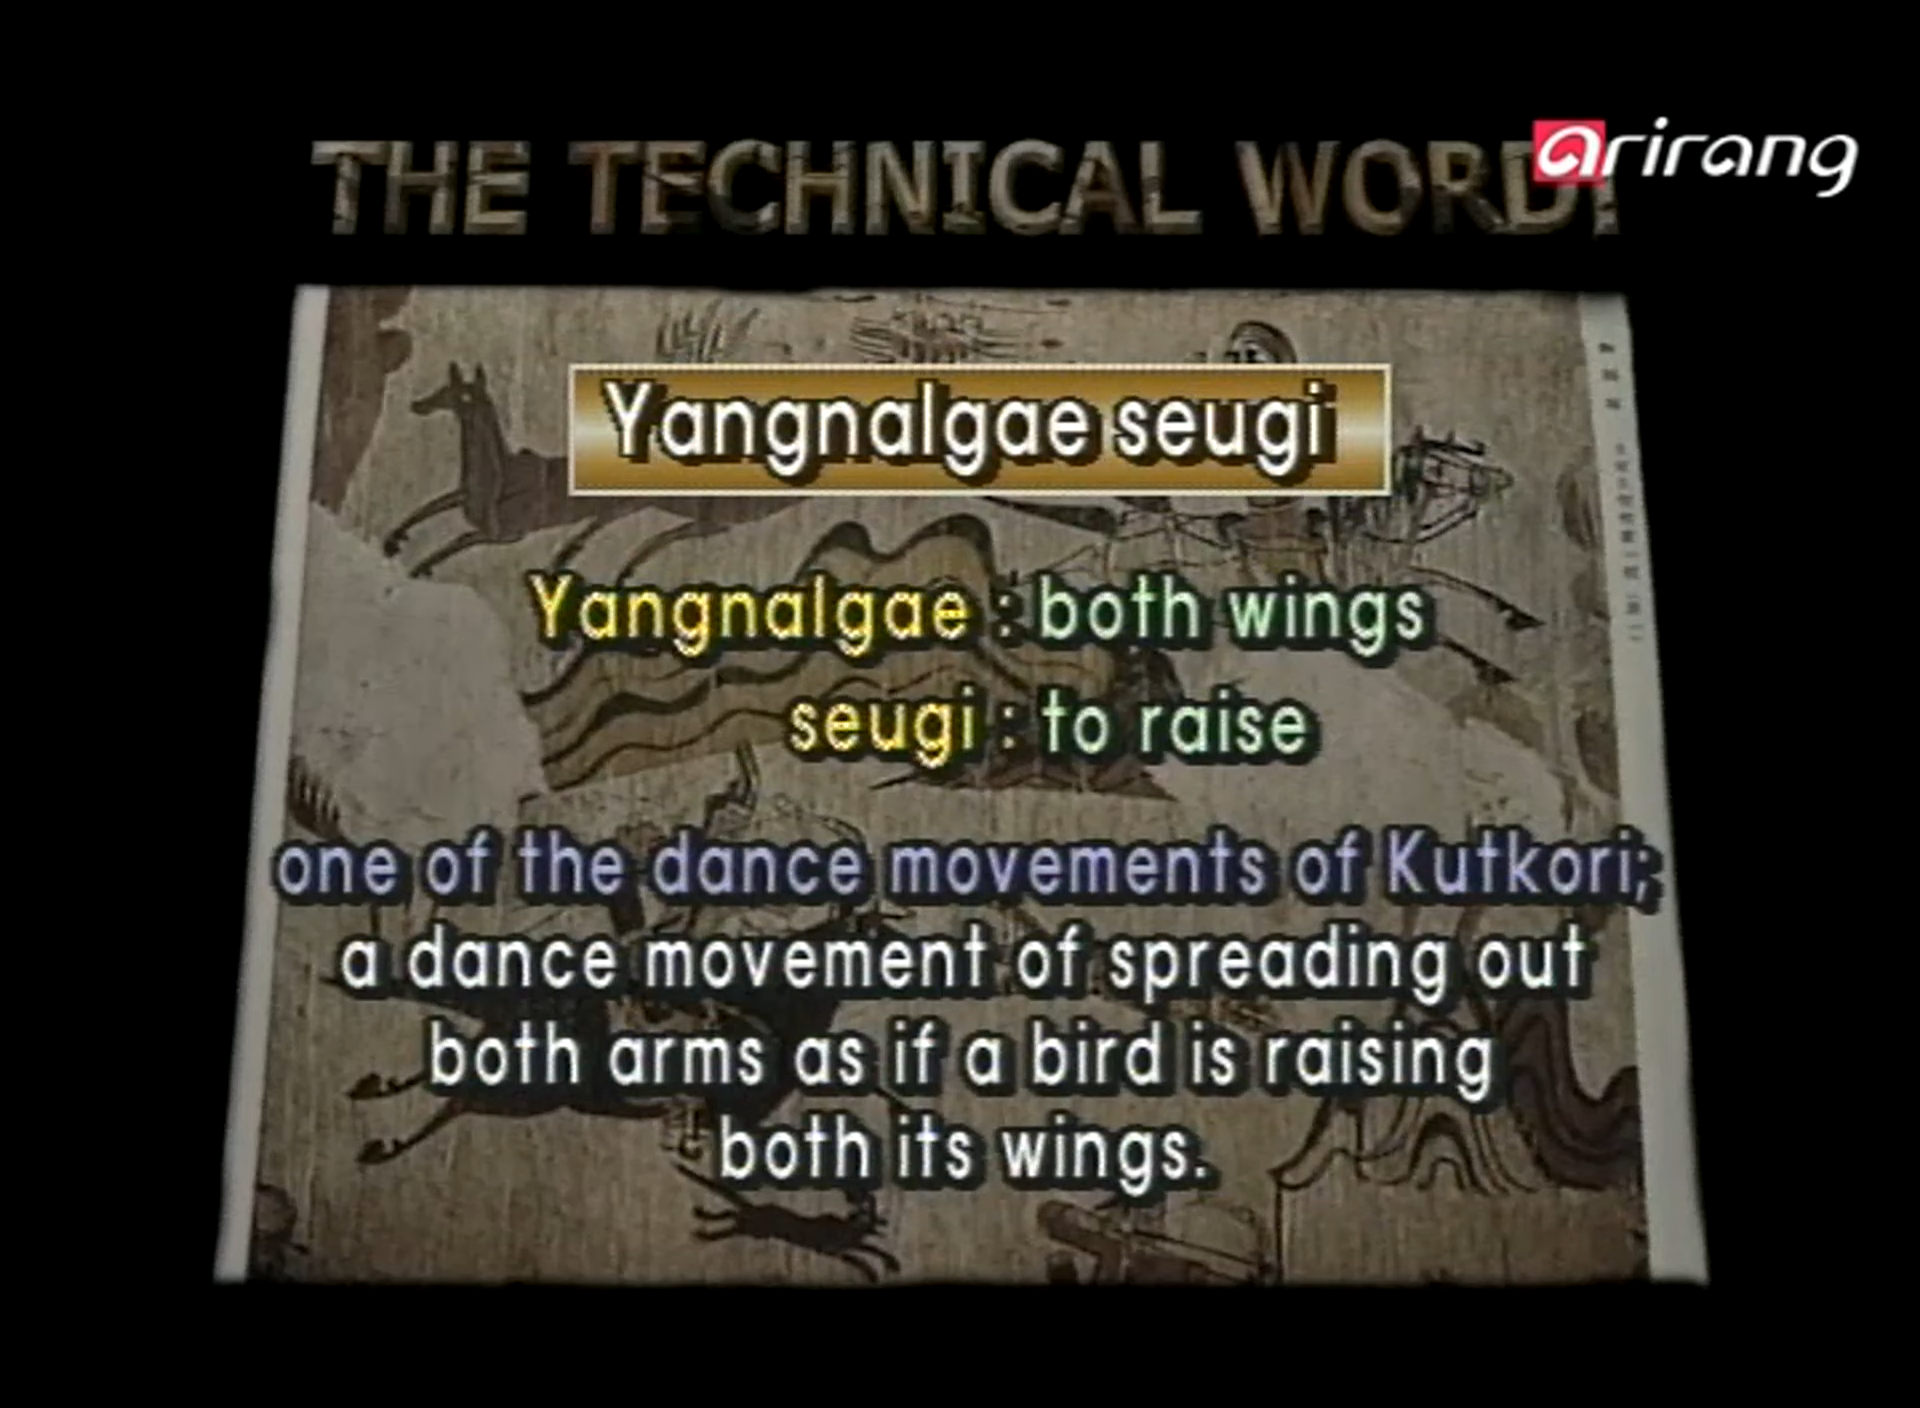 arirang
THE TECHNICAL WORD!
Yangnalgae seugi
Yangnalgae : both wings
seugi : to raise
one of the dance movements of Kutkori;
a dance movement of spreading out
both arms as if a bird is raising
both its wings.